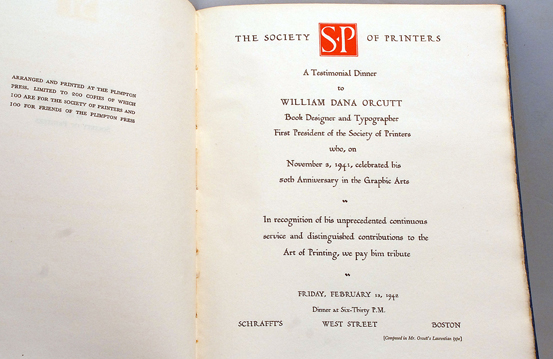 ARRANGED AND PRINTED AT THE PLIMPTON
PRESS. LIMITED TO 200 COPIES OF WHICH
100 ARE FOR THE SOCIETY OF PRINTERS AND
100 FOR FRIENDS OF THE PLIMPTON PRESS
THE SOCIETY S·P OF PRINTERS
A Testimonial Dinner
to
WILLIAM DANA ORCUTT
Book Designer and Typographer
First President of the Society of Printers
who, on
November 2, 1941, celebrated his
50th Anniversary in the Graphic Arts
In recognition of his unprecedented continuous
service and distinguished contributions to the
Art of Printing, we pay him tribute
FRIDAY, FEBRUARY 12, 1942
Dinner at Six-Thirty P.M.
SCHRAFFT'S WEST STREET BOSTON
[Composed in Mr. Orcutt's Laurentian type]